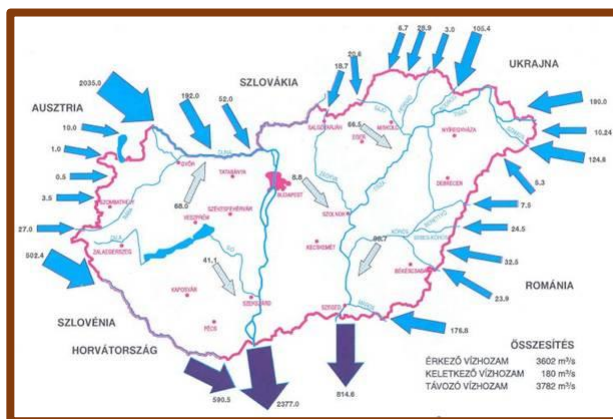 6.7
26.9
3.0
105.4
20.6
18.7
2035.0
192.0
52.0
SZLOVÁKIA
UKRAJNA
AUSZTRIA
10.0
1.0
0.5
3.5
27.0
502.4
190.0
10.24
124.6
5.3
7.5
24.5
32.5
23.9
176.8
SALGÓTARJÁN
MISKOLC
EGER
66.5
NYÍREGYHÁZA
GYŐR
TATABÁNYA
BUDAPEST
8.8
DEBRECEN
SZOMBATHELY
68.0
VESZPRÉM
SZÉKESFEHÉRVÁR
SZOLNOK
ZALAEGERSZEG
KECSKEMÉT
41.1
BÉKÉSCSABA
KAPOSVÁR
SZEKSZÁRD
SZEGED
PÉCS
SZLOVÉNIA
HORVÁTORSZÁG
ROMÁNIA
590.5
2377.0
814.6
ÖSSZESÍTÉS
ÉRKEZŐ VÍZHOZAM 3602 m³/s
KELETKEZŐ VÍZHOZAM 180 m³/s
TÁVOZÓ VÍZHOZAM 3782 m³/s